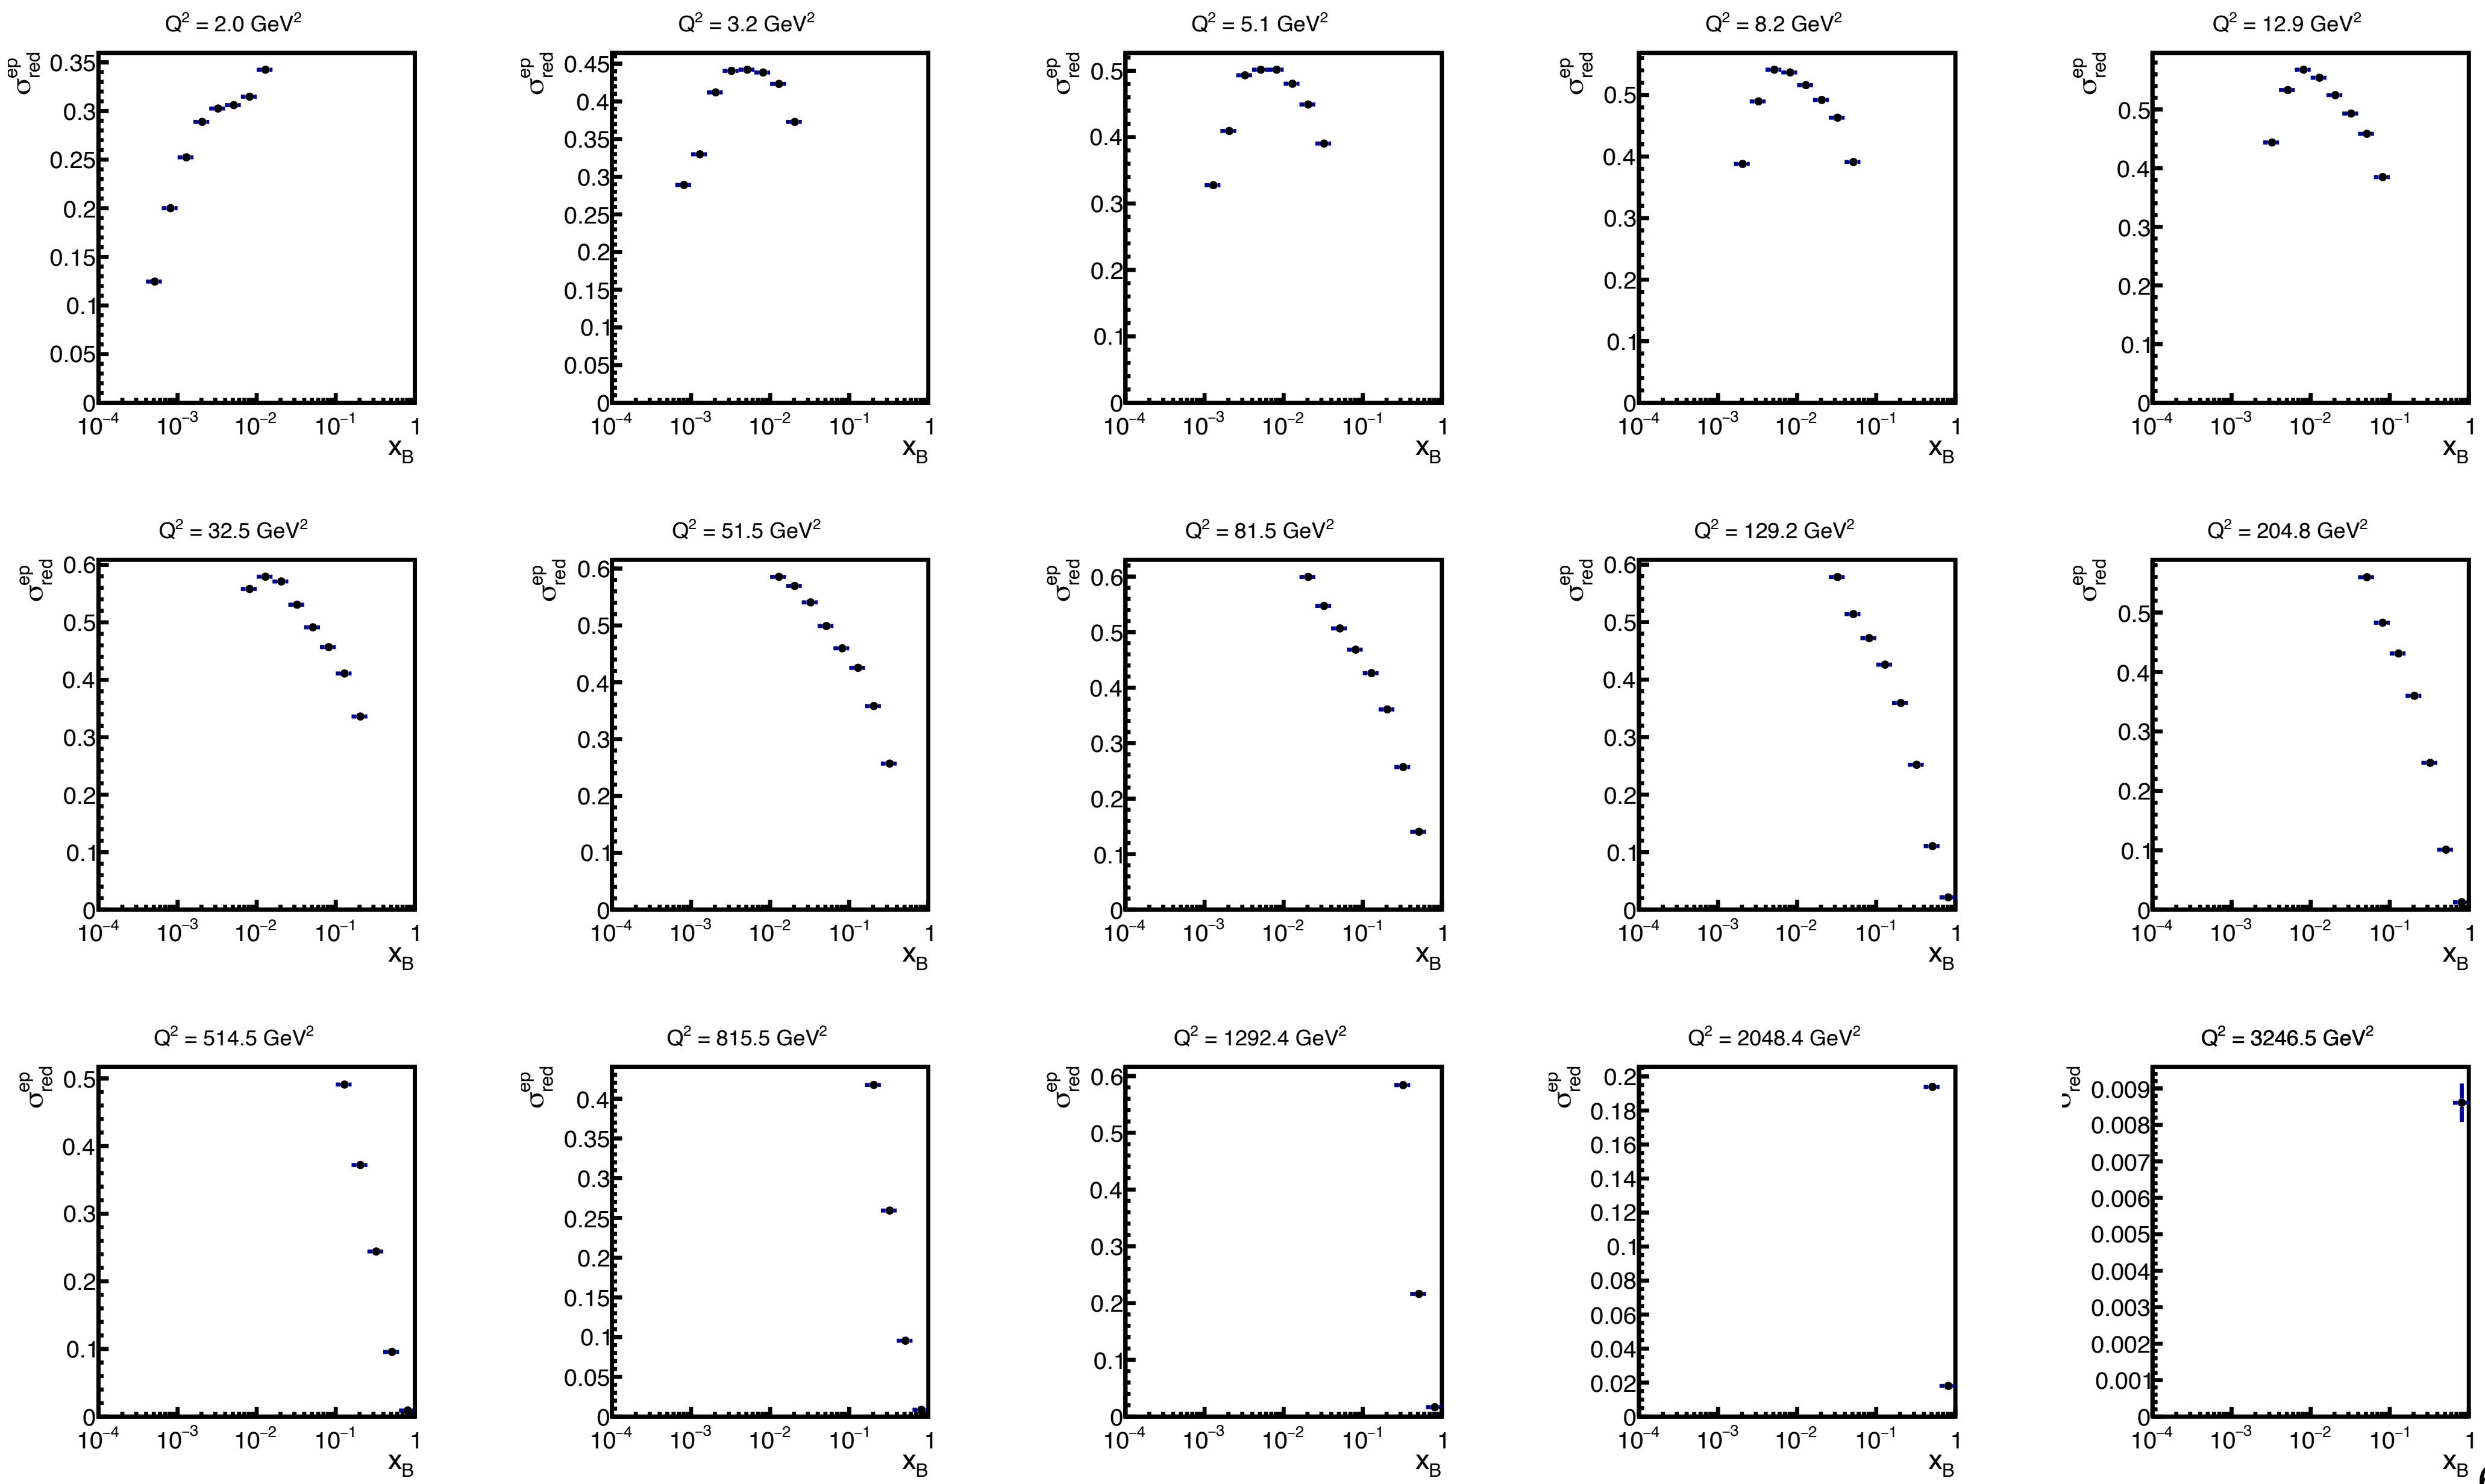 Q² = 2.0 GeV²
σ^ep_red
0.35
0.3
0.25
0.2
0.15
0.1
0.05
0
10⁻⁴ 10⁻³ 10⁻² 10⁻¹ 1
x_B
Q² = 3.2 GeV²
σ^ep_red
0.45
0.4
0.35
0.3
0.25
0.2
0.15
0.1
0.05
0
10⁻⁴ 10⁻³ 10⁻² 10⁻¹ 1
x_B
Q² = 5.1 GeV²
σ^ep_red
0.5
0.4
0.3
0.2
0.1
0
10⁻⁴ 10⁻³ 10⁻² 10⁻¹ 1
x_B
Q² = 8.2 GeV²
σ^ep_red
0.5
0.4
0.3
0.2
0.1
0
10⁻⁴ 10⁻³ 10⁻² 10⁻¹ 1
x_B
Q² = 12.9 GeV²
σ^ep_red
0.5
0.4
0.3
0.2
0.1
0
10⁻⁴ 10⁻³ 10⁻² 10⁻¹ 1
x_B
Q² = 32.5 GeV²
σ^ep_red
0.6
0.5
0.4
0.3
0.2
0.1
0
10⁻⁴ 10⁻³ 10⁻² 10⁻¹ 1
x_B
Q² = 51.5 GeV²
σ^ep_red
0.6
0.5
0.4
0.3
0.2
0.1
0
10⁻⁴ 10⁻³ 10⁻² 10⁻¹ 1
x_B
Q² = 81.5 GeV²
σ^ep_red
0.6
0.5
0.4
0.3
0.2
0.1
0
10⁻⁴ 10⁻³ 10⁻² 10⁻¹ 1
x_B
Q² = 129.2 GeV²
σ^ep_red
0.6
0.5
0.4
0.3
0.2
0.1
0
10⁻⁴ 10⁻³ 10⁻² 10⁻¹ 1
x_B
Q² = 204.8 GeV²
σ^ep_red
0.5
0.4
0.3
0.2
0.1
0
10⁻⁴ 10⁻³ 10⁻² 10⁻¹ 1
x_B
Q² = 514.5 GeV²
σ^ep_red
0.5
0.4
0.3
0.2
0.1
0
10⁻⁴ 10⁻³ 10⁻² 10⁻¹ 1
x_B
Q² = 815.5 GeV²
σ^ep_red
0.4
0.35
0.3
0.25
0.2
0.15
0.1
0.05
0
10⁻⁴ 10⁻³ 10⁻² 10⁻¹ 1
x_B
Q² = 1292.4 GeV²
σ^ep_red
0.6
0.5
0.4
0.3
0.2
0.1
0
10⁻⁴ 10⁻³ 10⁻² 10⁻¹ 1
x_B
Q² = 2048.4 GeV²
σ^ep_red
0.2
0.18
0.16
0.14
0.12
0.1
0.08
0.06
0.04
0.02
0
10⁻⁴ 10⁻³ 10⁻² 10⁻¹ 1
x_B
Q² = 3246.5 GeV²
red
0.009
0.008
0.007
0.006
0.005
0.004
0.003
0.002
0.001
0
10⁻⁴ 10⁻³ 10⁻² 10⁻¹ 1
x_B